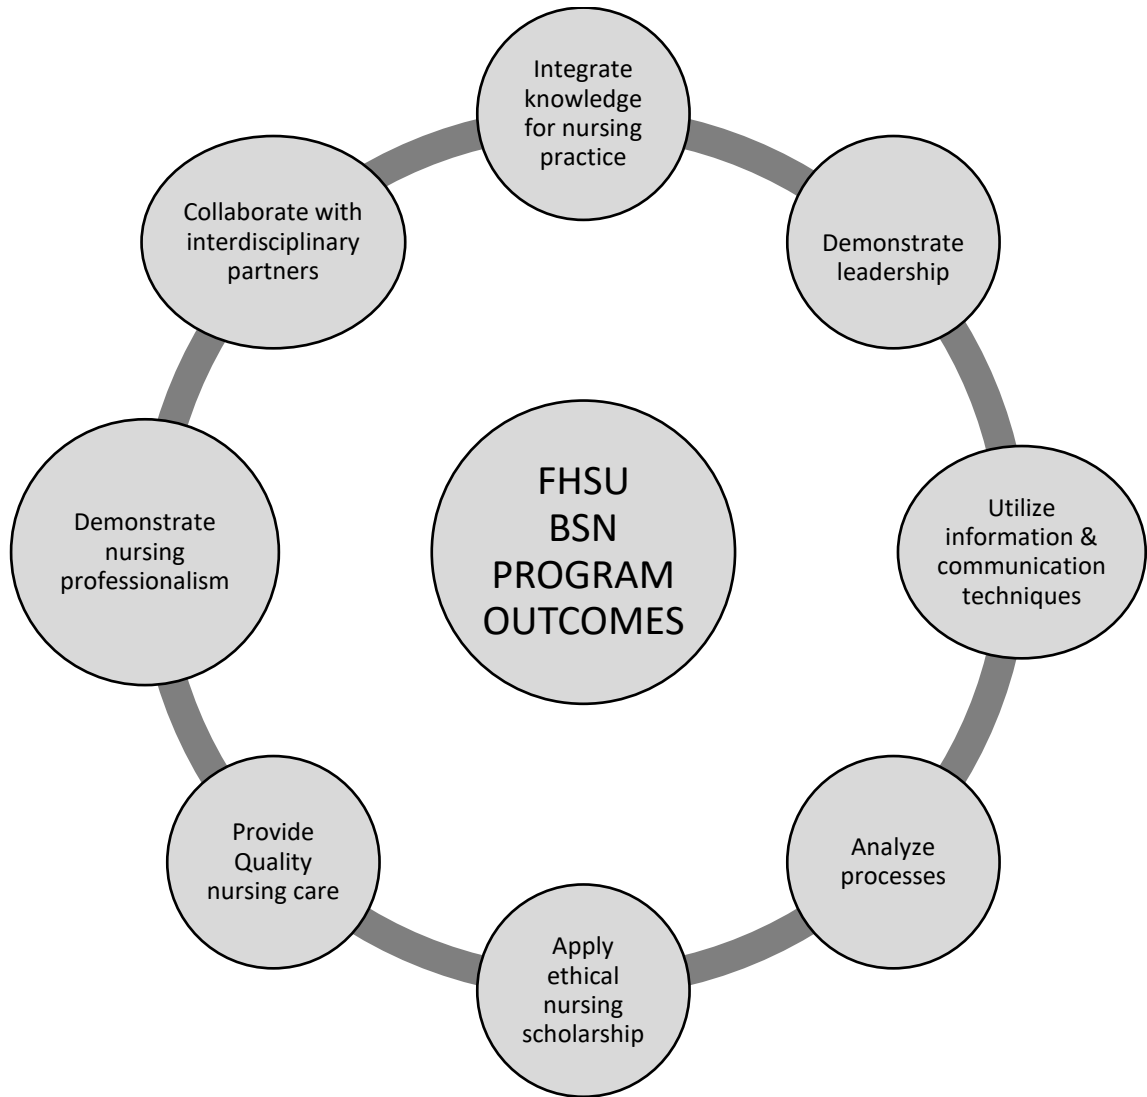 Integrate
knowledge
for nursing
practice
Demonstrate
leadership
Utilize
information &
communication
techniques
Analyze
processes
Apply
ethical
nursing
scholarship
Provide
Quality
nursing care
Demonstrate
nursing
professionalism
Collaborate with
interdisciplinary
partners
FHSU
BSN
PROGRAM
OUTCOMES